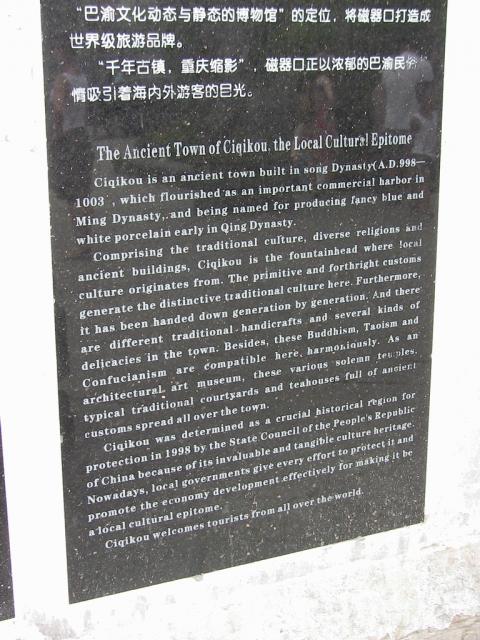 “巴渝文化动态与静态的博物馆”的定位，将磁器口打造成
世界级旅游品牌。
“千年古镇，重庆缩影”，磁器口正以浓郁的巴渝民俗
情吸引着海内外游客的目光。
The Ancient Town of Ciqikou, the Local Cultural Epitome
Ciqikou is an ancient town built in song Dynasty(A.D.998—
1003 , which flourished as an important commercial harbor in
Ming Dynasty, and being named for producing fancy blue and
white porcelain early in Qing Dynasty.
Comprising the traditional culture, diverse religions and
ancient buildings, Ciqikou is the fountainhead where local
culture originates from. The primitive and forthright customs
generate the distinctive traditional culture here. Furthermore,
it has been handed down generation by generation. And there
are different traditional handicrafts and several kinds of
delicacies in the town. Besides, these Buddhism, Taoism and
Confucianism are compatible here harmoniously. As an
architectural art museum, these various solemn temples,
typical traditional courtyards and teahouses full of ancient
customs spread all over the town.
Ciqikou was determined as a crucial historical region for
protection in 1998 by the State Council of the People's Republic
of China because of its invaluable and tangible culture heritage.
Nowadays, local governments give every effort to protect it and
promote the economy development effectively for making it be
a local cultural epitome.
Ciqikou welcomes tourists from all over the world.